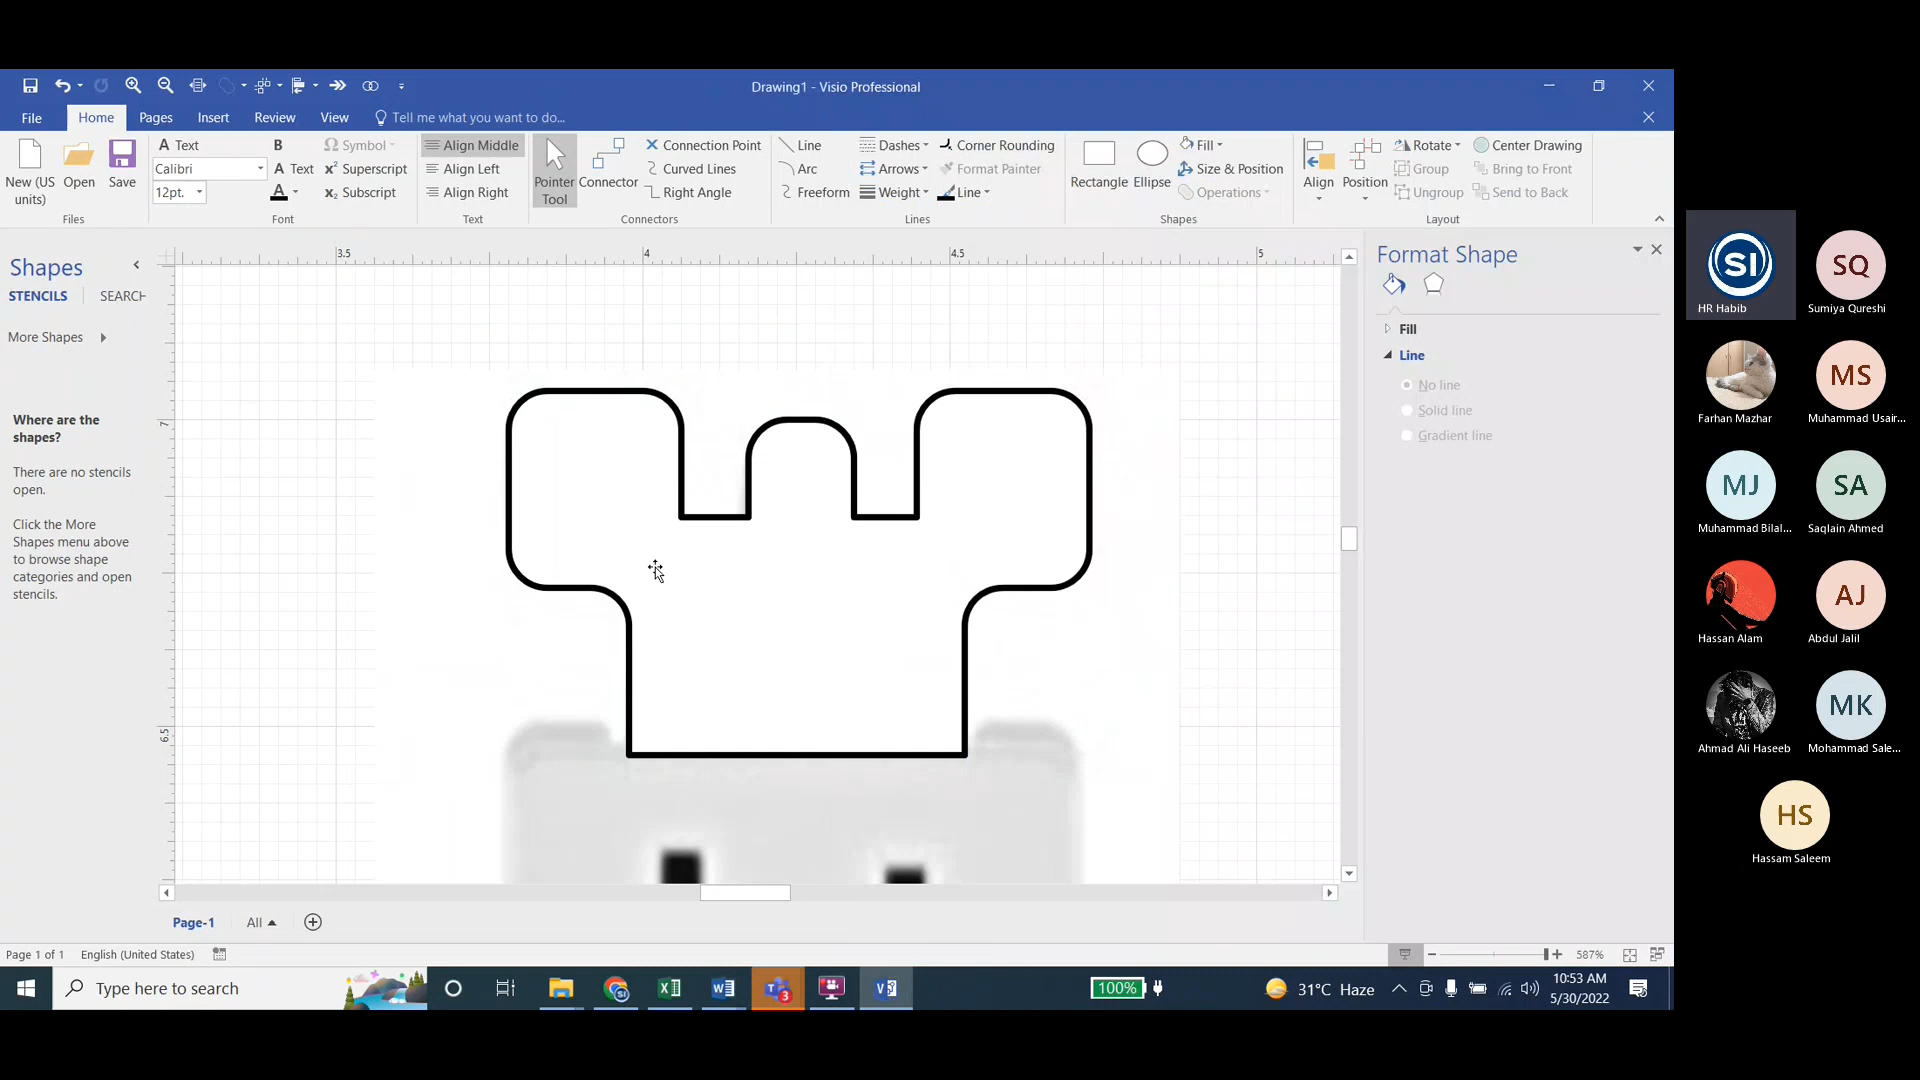 Drawing1 - Visio Professional
File Home Pages Insert Review View Tell me what you want to do...
New (US units) Open Save
Files
A Text
Calibri
12pt.
B
A Text
A
Symbol
x² Superscript
x₂ Subscript
Font
Align Middle
Align Left
Align Right
Text
Pointer Tool
Connector
Connection Point
Curved Lines
Right Angle
Connectors
Line
Arc
Freeform
Dashes
Arrows
Weight
Corner Rounding
Format Painter
Line
Lines
Rectangle
Ellipse
Fill
Size & Position
Operations
Shapes
Align
Position
Rotate
Group
Ungroup
Center Drawing
Bring to Front
Send to Back
Layout
Shapes
STENCILS SEARCH
More Shapes
Where are the
shapes?
There are no stencils
open.
Click the More
Shapes menu above
to browse shape
categories and open
stencils.
3.5 4 4.5 5
7
6.5
Format Shape
Fill
Line
No line
Solid line
Gradient line
Page-1 All
Page 1 of 1 English (United States)
587%
Type here to search
3
100%
31°C Haze
10:53 AM
5/30/2022
SI
HR Habib
SQ
Sumiya Qureshi
Farhan Mazhar
MS
Muhammad Usair...
MJ
Muhammad Bilal...
SA
Saqlain Ahmed
Hassan Alam
AJ
Abdul Jalil
Ahmad Ali Haseeb
MK
Mohammad Sale...
HS
Hassam Saleem